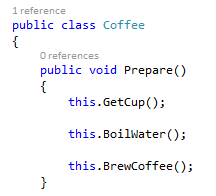 1 reference
public class Coffee
{
0 references
public void Prepare()
{
this.GetCup();
this.BoilWater();
this.BrewCoffee();
}